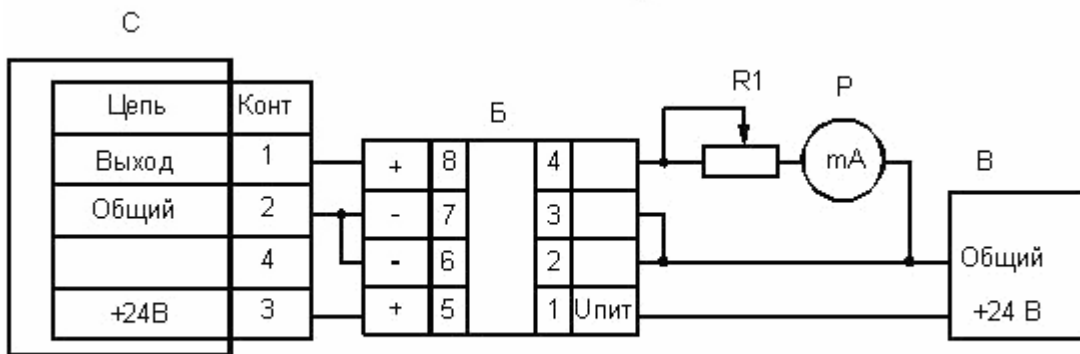 С
Цепь Конт
Выход 1
Общий 2
4
+24В 3
Б
+ 8 4
- 7 3
- 6 2
+ 5 1 Uпит
R1
P
mA
В
Общий
+24 В